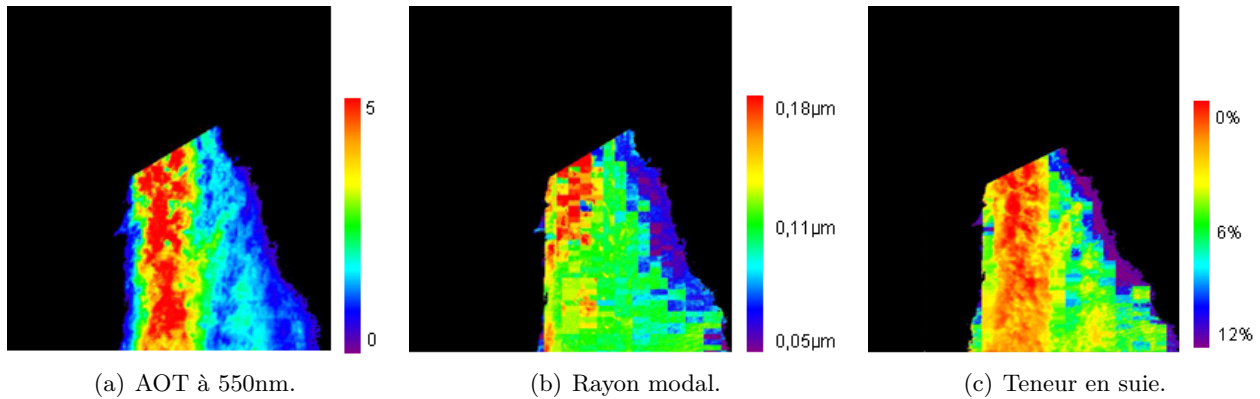 5
0
0,18µm
0,11µm
0,05µm
0%
6%
12%
(a) AOT à 550nm.
(b) Rayon modal.
(c) Teneur en suie.